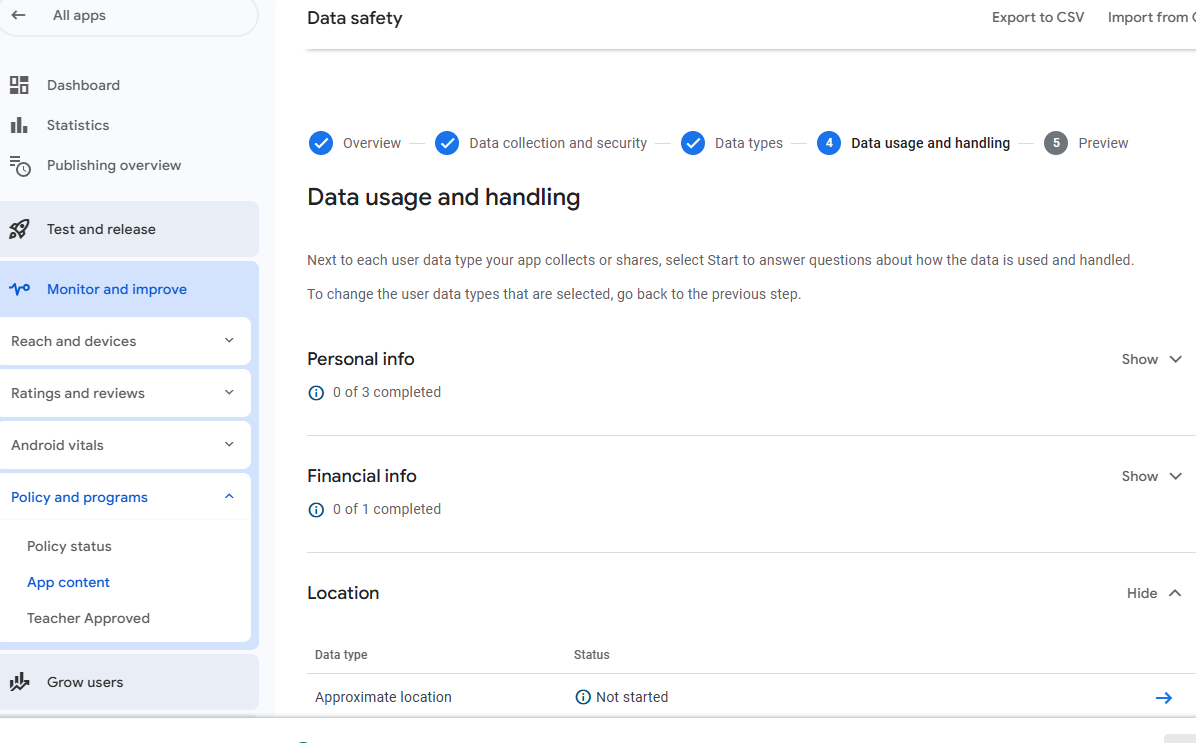 All apps
Data safety
Export to CSV
Import from
Dashboard
Statistics
Publishing overview
Test and release
Monitor and improve
Reach and devices
Ratings and reviews
Android vitals
Policy and programs
Policy status
App content
Teacher Approved
Grow users
Overview
Data collection and security
Data types
4 Data usage and handling
5 Preview
Data usage and handling
Next to each user data type your app collects or shares, select Start to answer questions about how the data is used and handled.
To change the user data types that are selected, go back to the previous step.
Personal info
Show
0 of 3 completed
Financial info
Show
0 of 1 completed
Location
Hide
Data type Status
Approximate location Not started